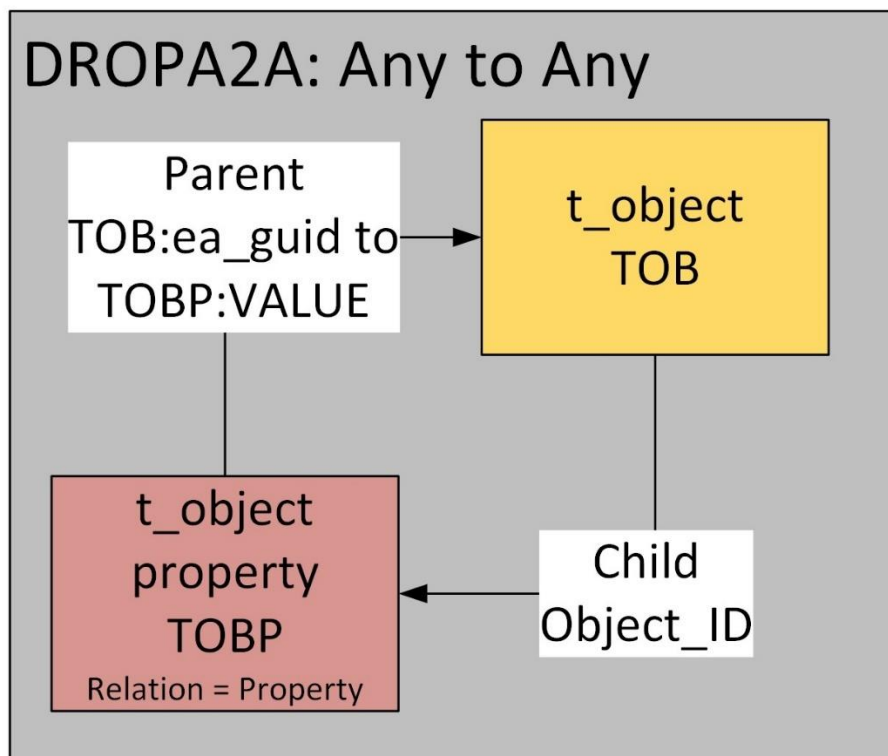 DROPA2A: Any to Any
Parent
TOB:ea_guid to
TOBP:VALUE
t_object
TOB
t_object
property
TOBP
Relation = Property
Child
Object_ID